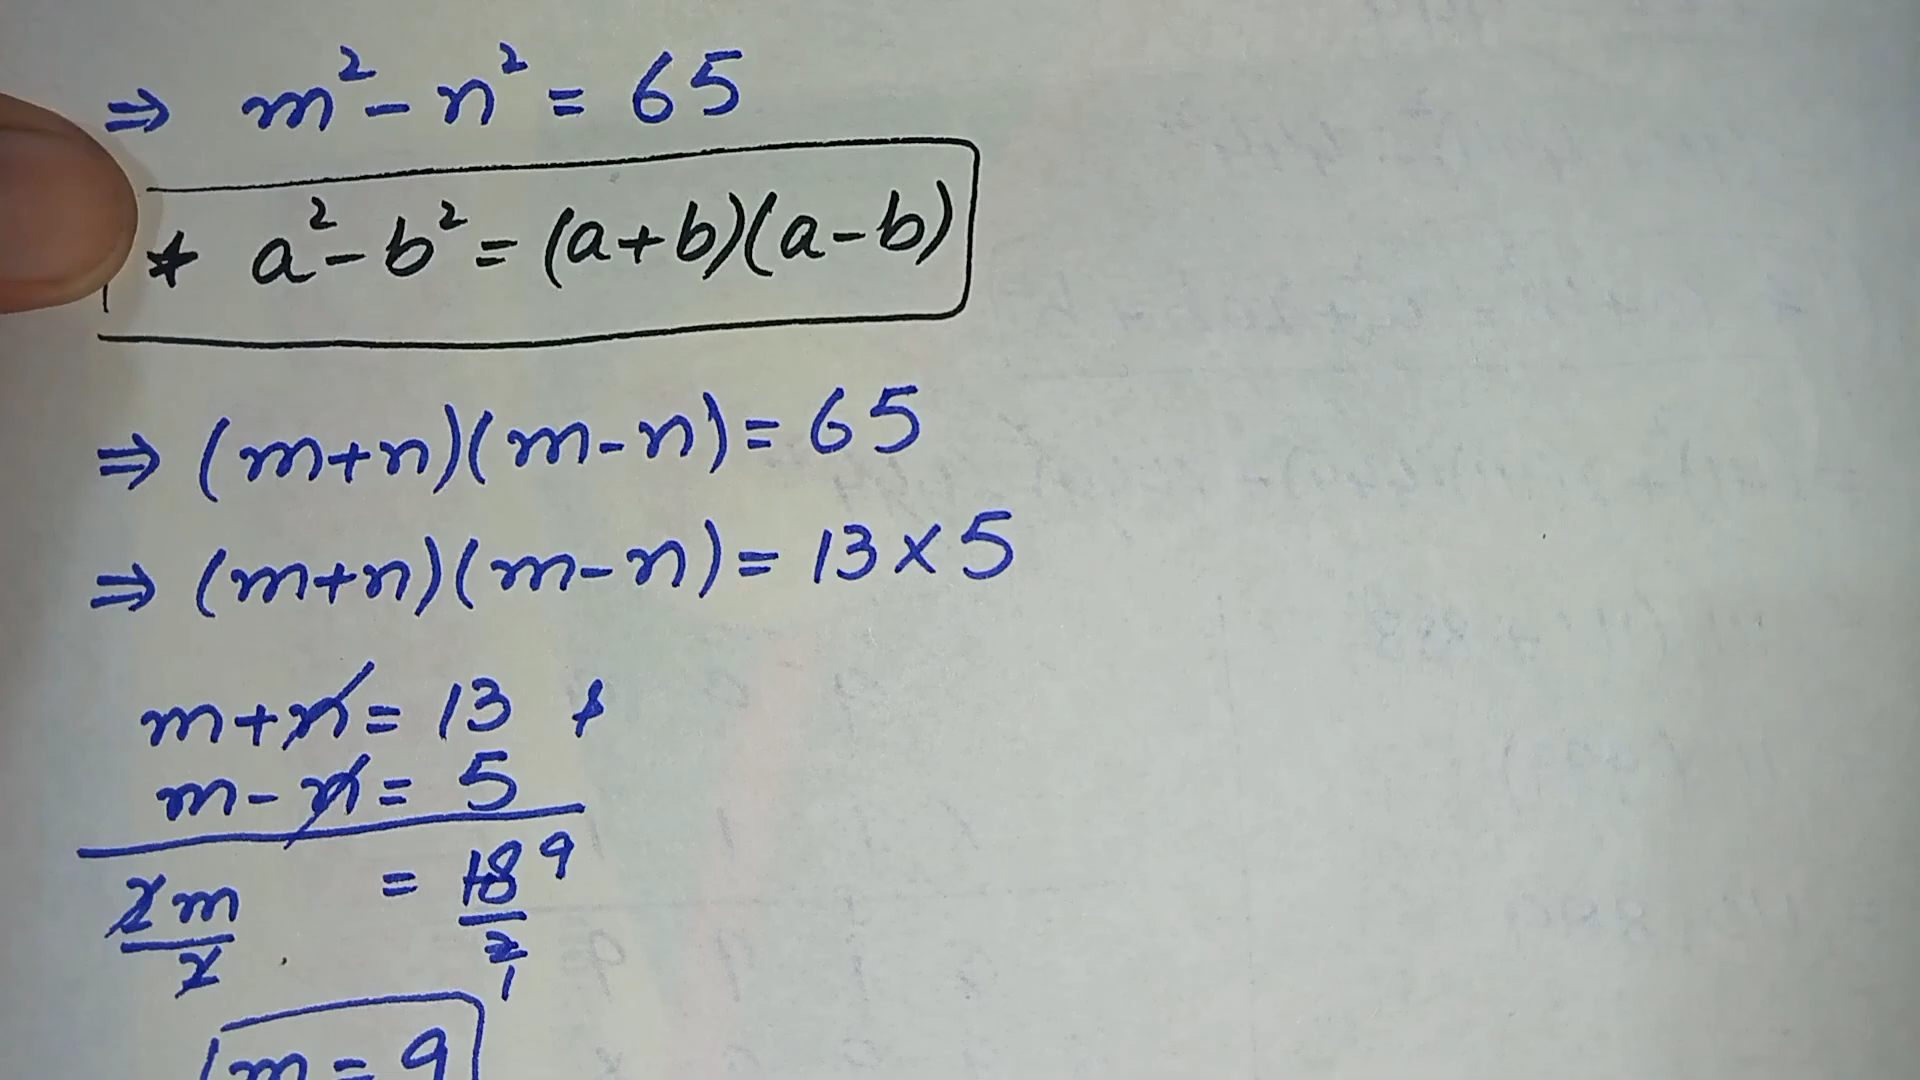 ⇒ m² - n² = 65
* a² - b² = (a+b)(a-b)
⇒ (m+n)(m-n) = 65
⇒ (m+n)(m-n) = 13 × 5
m + n = 13 +
m - n = 5
2m/2 = 18/2 9
1
m = 9